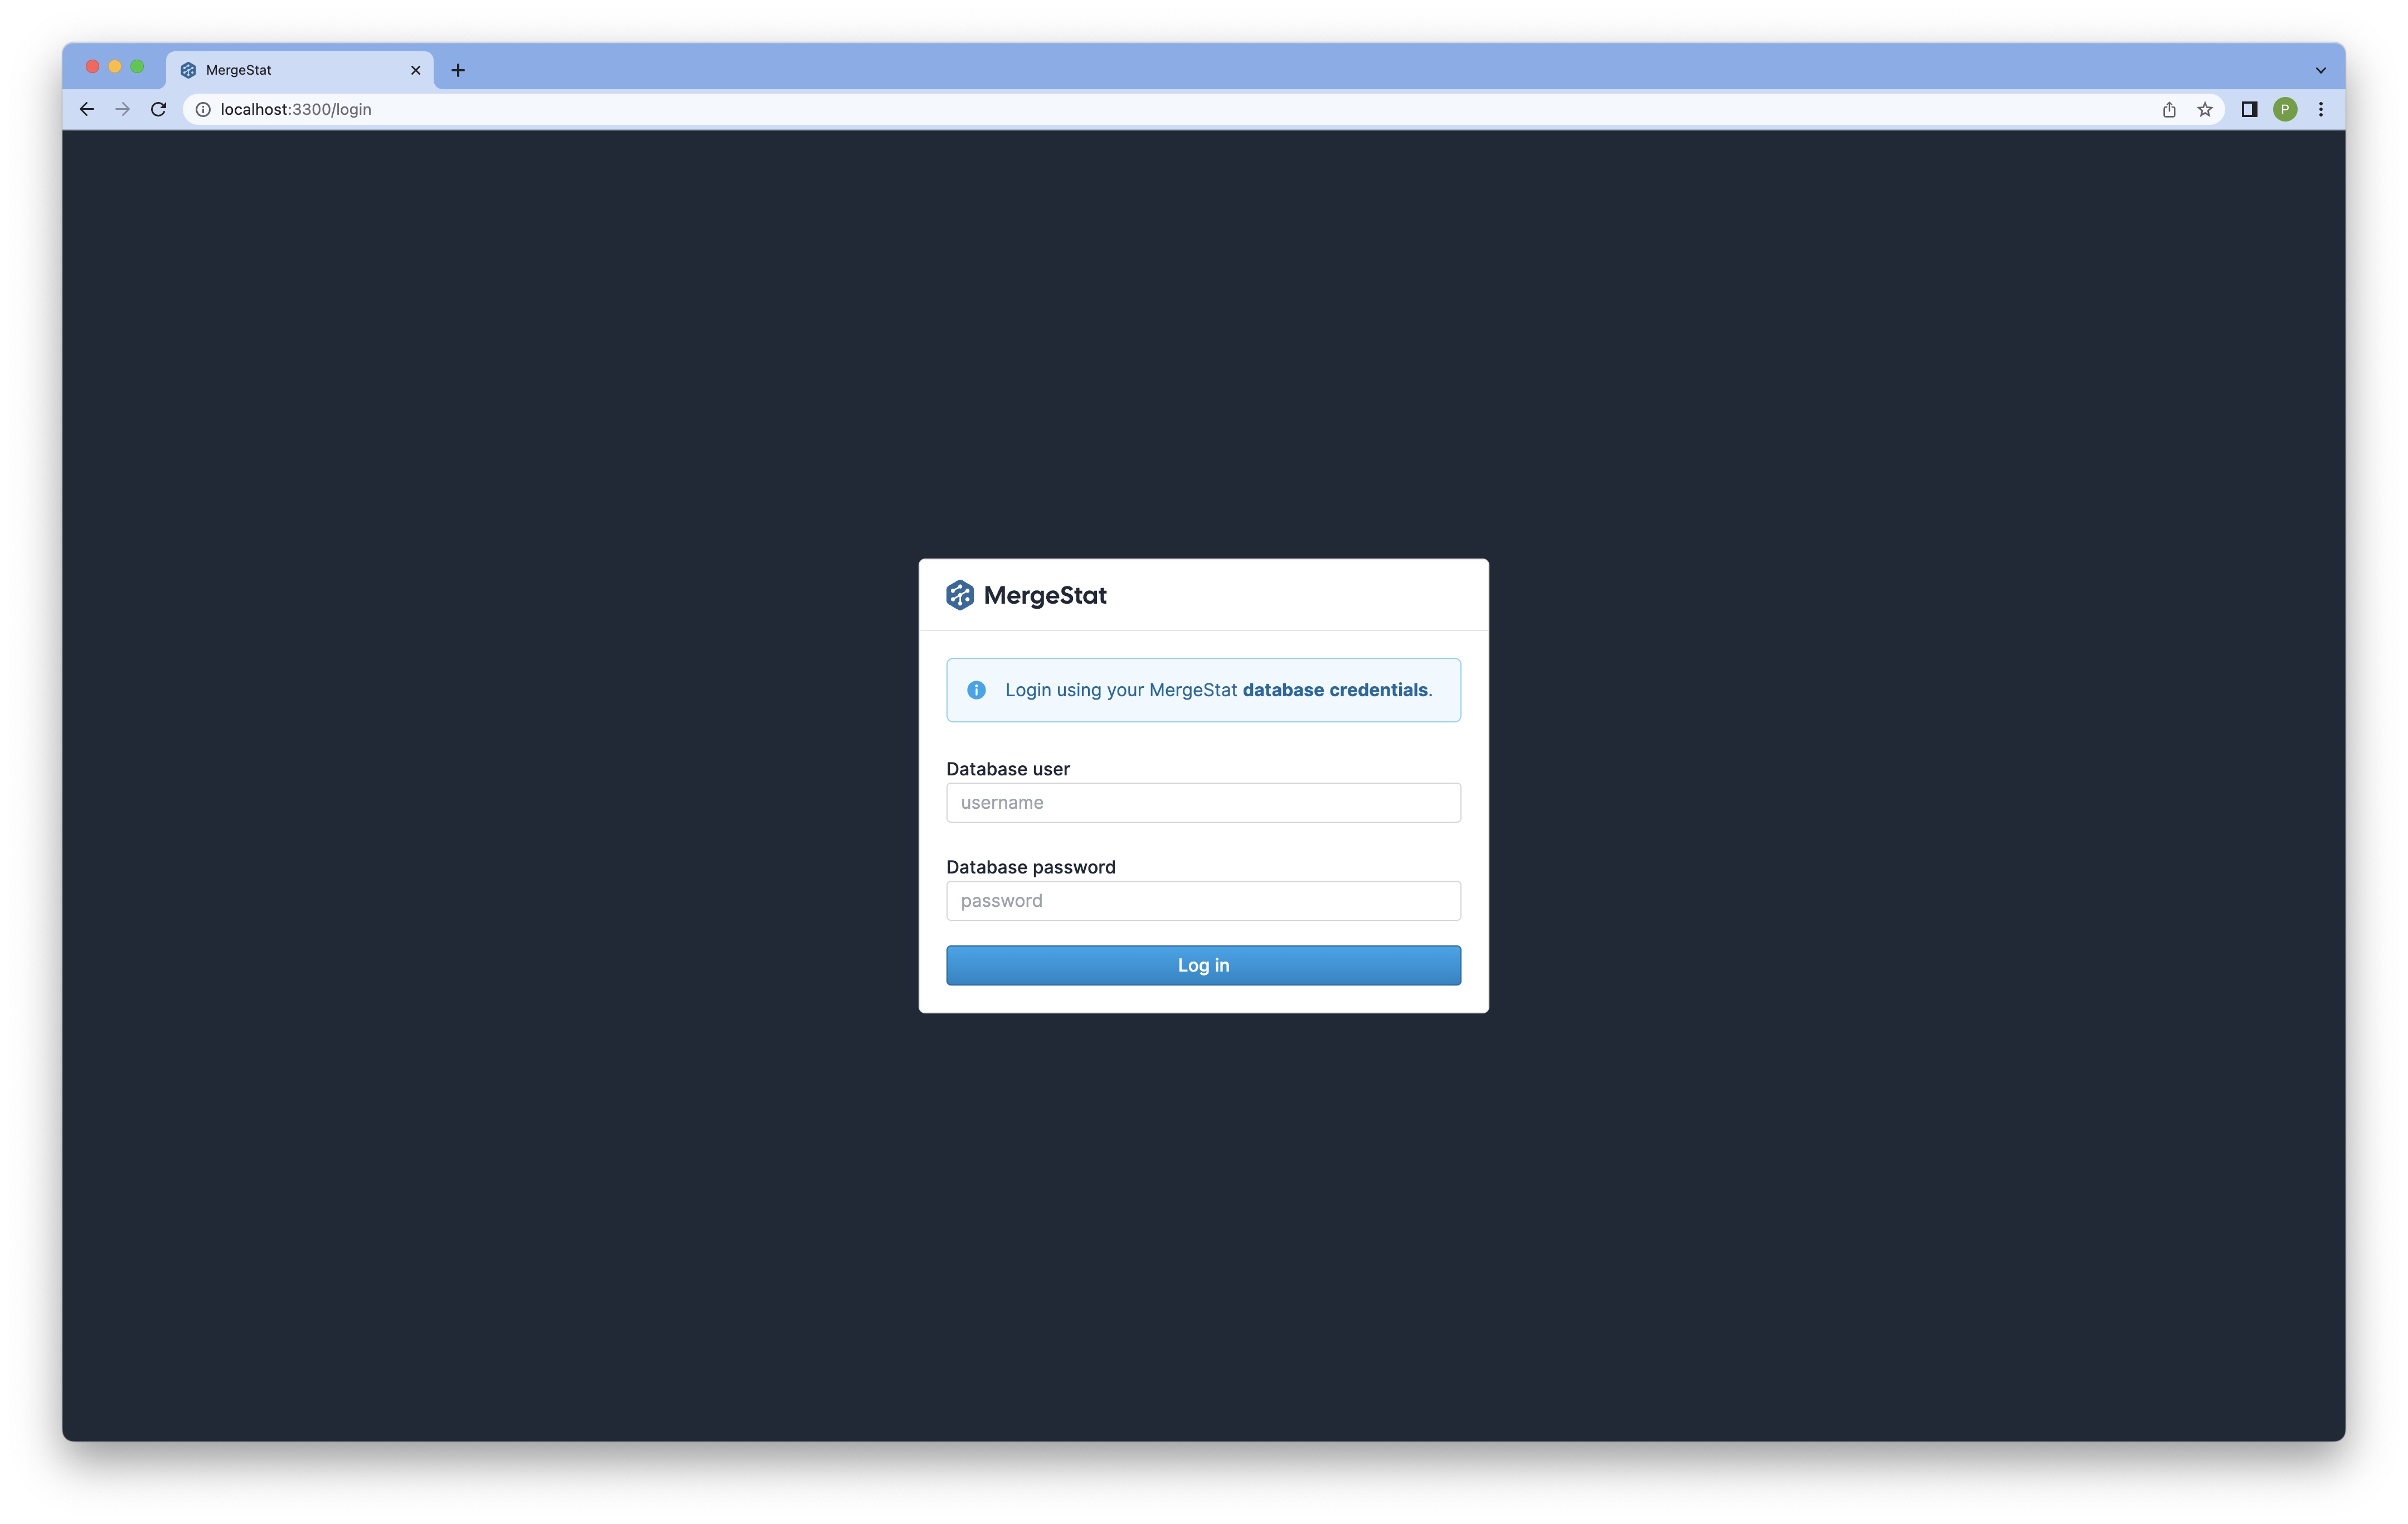 MergeStat
localhost:3300/login
P
MergeStat
Login using your MergeStat database credentials.
Database user
username
Database password
password
Log in